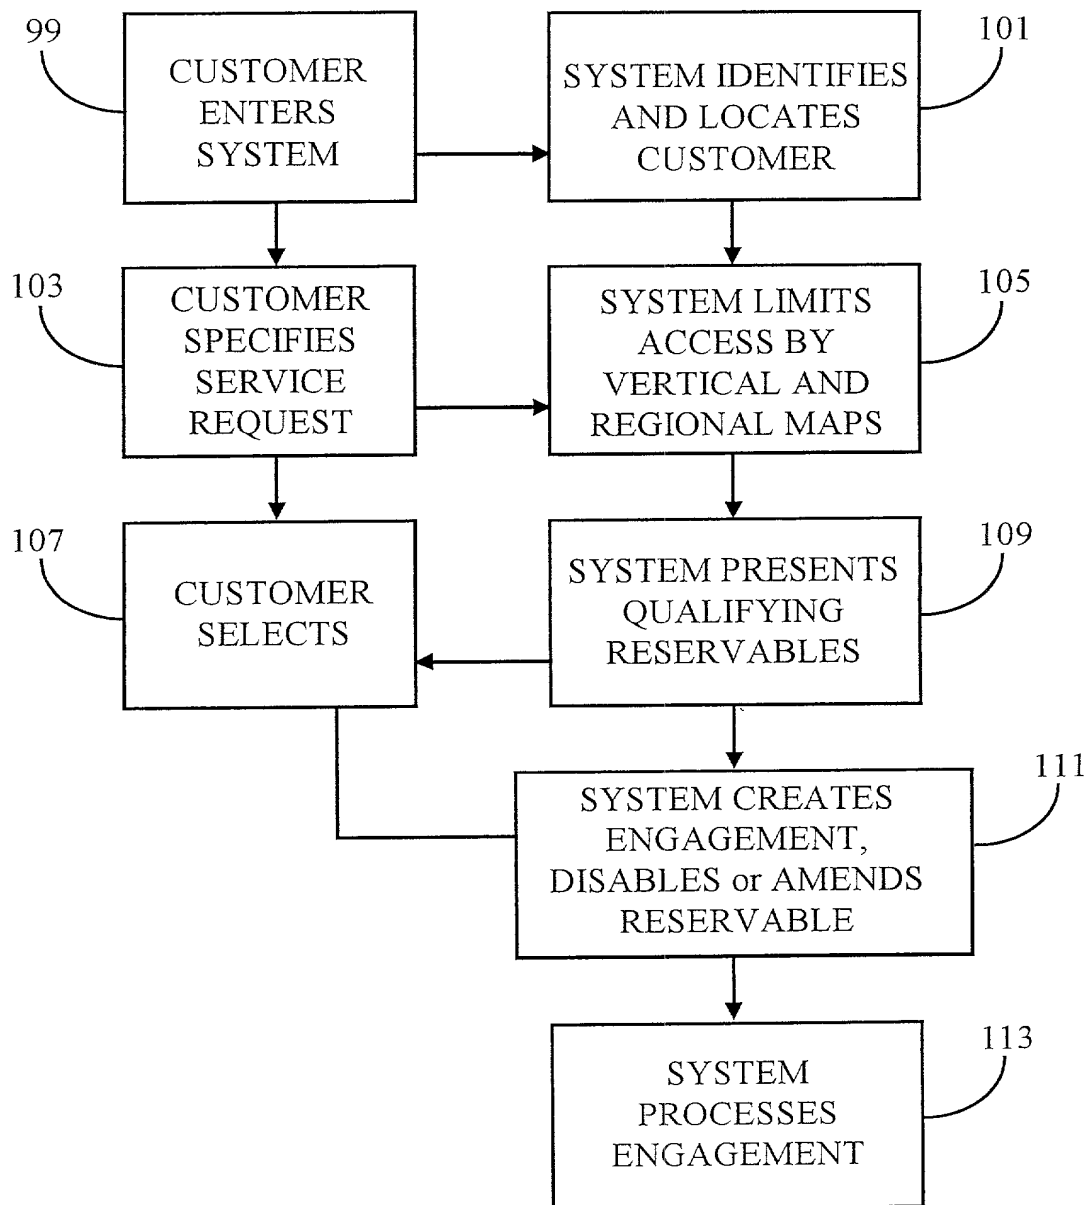 99
CUSTOMER
ENTERS
SYSTEM
SYSTEM IDENTIFIES
AND LOCATES
CUSTOMER
101
103
CUSTOMER
SPECIFIES
SERVICE
REQUEST
SYSTEM LIMITS
ACCESS BY
VERTICAL AND
REGIONAL MAPS
105
107
CUSTOMER
SELECTS
SYSTEM PRESENTS
QUALIFYING
RESERVABLES
109
SYSTEM CREATES
ENGAGEMENT,
DISABLES or AMENDS
RESERVABLE
111
SYSTEM
PROCESSES
ENGAGEMENT
113